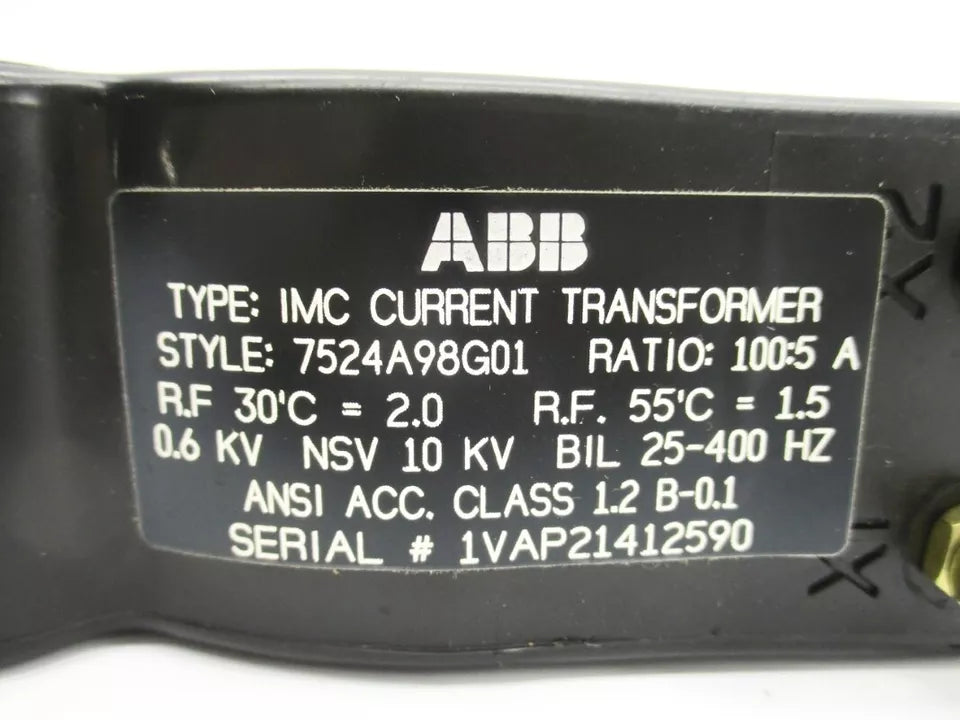 ABB
TYPE: IMC CURRENT TRANSFORMER
STYLE: 7524A98G01 RATIO: 100:5 A
R.F 30'C = 2.0 R.F. 55'C = 1.5
0.6 KV NSV 10 KV BIL 25-400 HZ
ANSI ACC. CLASS 1.2 B-0.1
SERIAL # 1VAP21412590
X2
X1